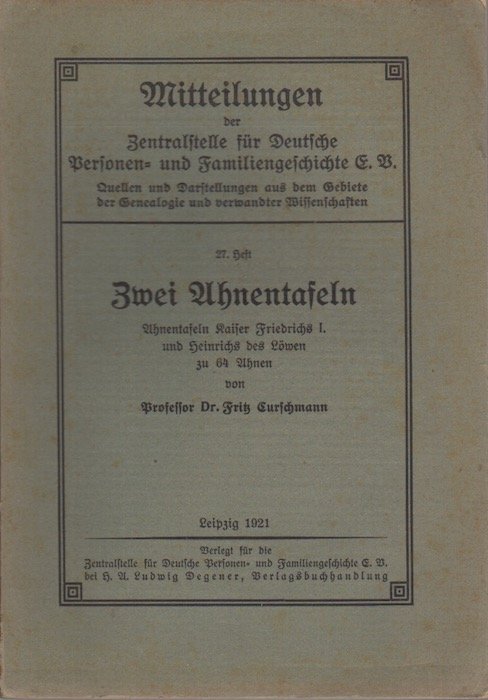 Mitteilungen
der
Zentralstelle für Deutsche
Personen- und Familiengeschichte E. V.
Quellen und Darstellungen aus dem Gebiete
der Genealogie und verwandter Wissenschaften
27. Heft
Zwei Ahnentafeln
Ahnentafeln Kaiser Friedrichs I.
und Heinrichs des Löwen
zu 64 Ahnen
von
Professor Dr. Fritz Curschmann
Leipzig 1921
Verlegt für die
Zentralstelle für Deutsche Personen- und Familiengeschichte E. V.
bei H. A. Ludwig Degener, Verlagsbuchhandlung